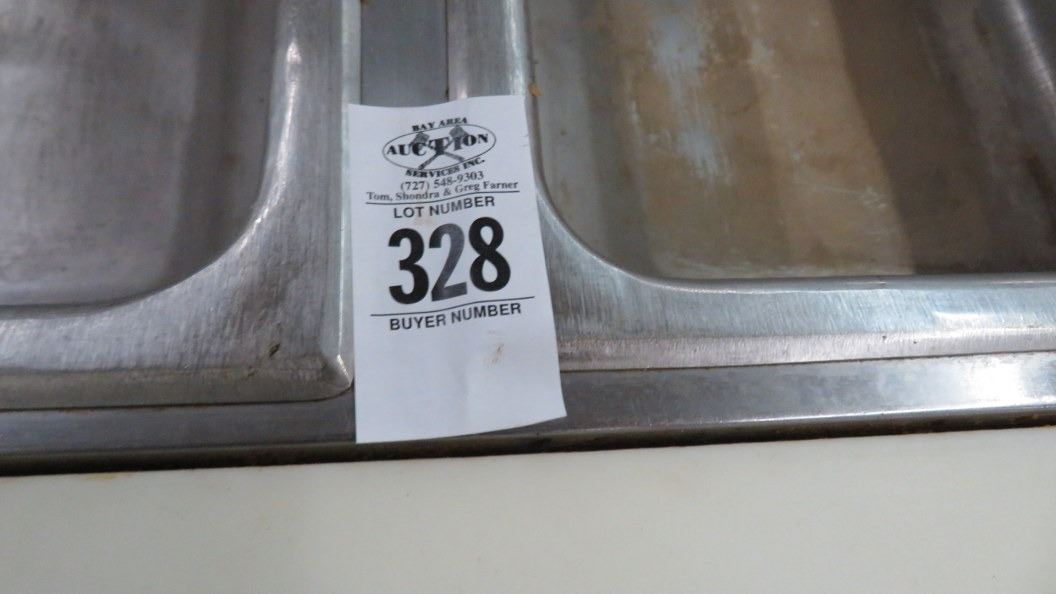 BAY AREA
AUCTION
SERVICES INC.
(727) 548-9303
Tom, Shondra & Greg Farner
LOT NUMBER
328
BUYER NUMBER